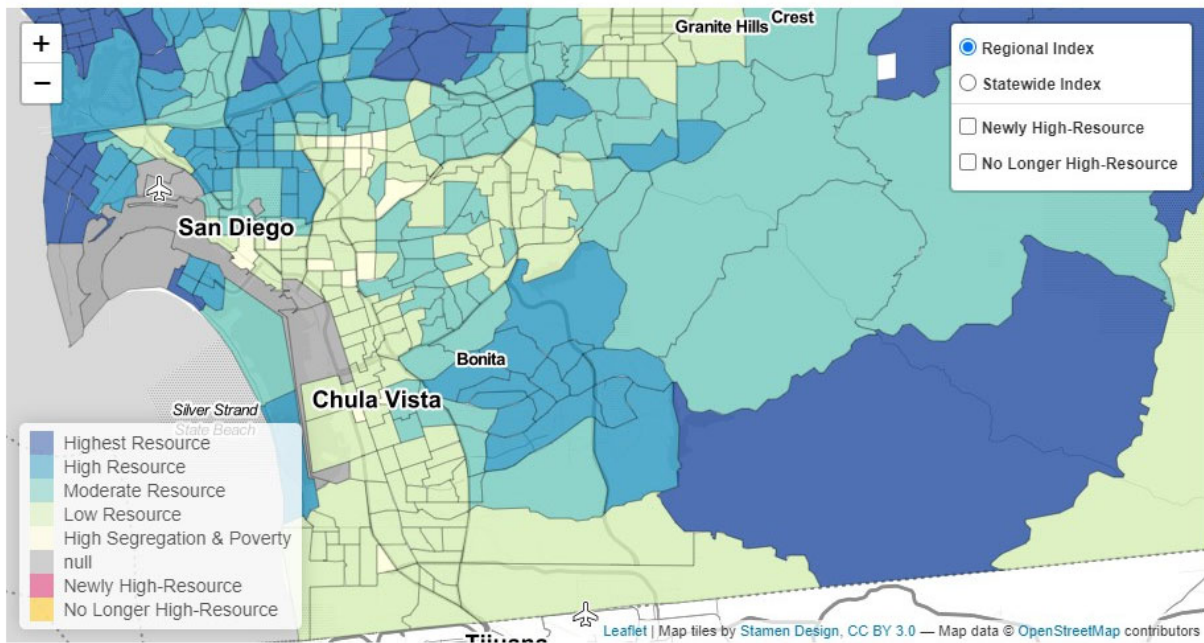 +
−
Granite Hills
Crest
Regional Index
Statewide Index
Newly High-Resource
No Longer High-Resource
San Diego
Bonita
Chula Vista
Silver Strand
State Beach
Highest Resource
High Resource
Moderate Resource
Low Resource
High Segregation & Poverty
null
Newly High-Resource
No Longer High-Resource
Tijuana
Leaflet | Map tiles by Stamen Design, CC BY 3.0 — Map data © OpenStreetMap contributors